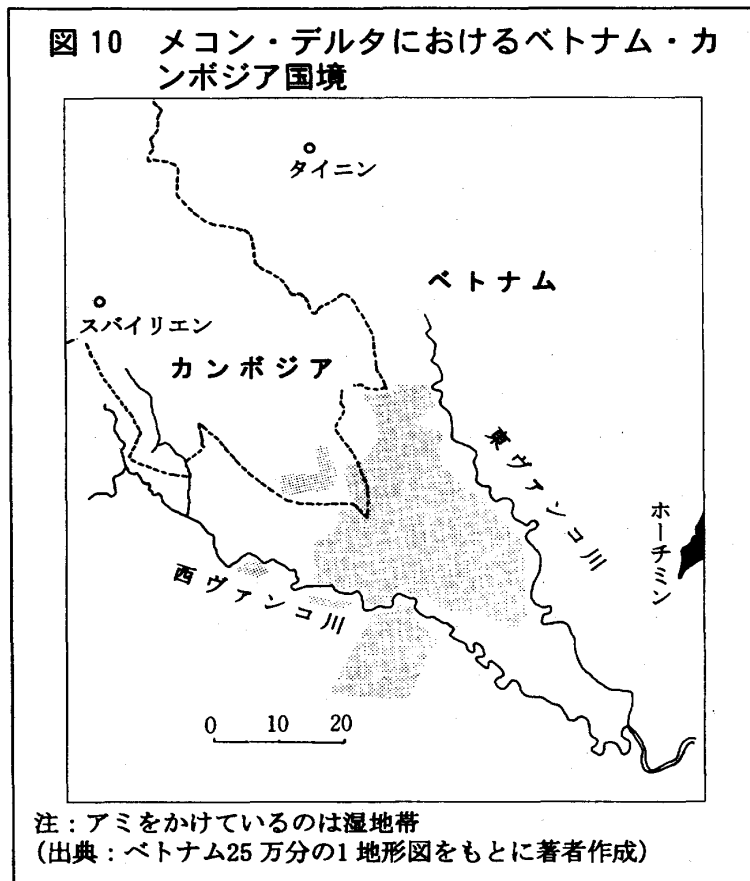 図10 メコン・デルタにおけるベトナム・カ
ンボジア国境
タイニン
ベトナム
スバイリエン
カンボジア
東ヴァンコ川
ホーチミン
西ヴァンコ川
0 10 20
注：アミをかけているのは湿地帯
(出典：ベトナム25万分の1地形図をもとに著者作成)